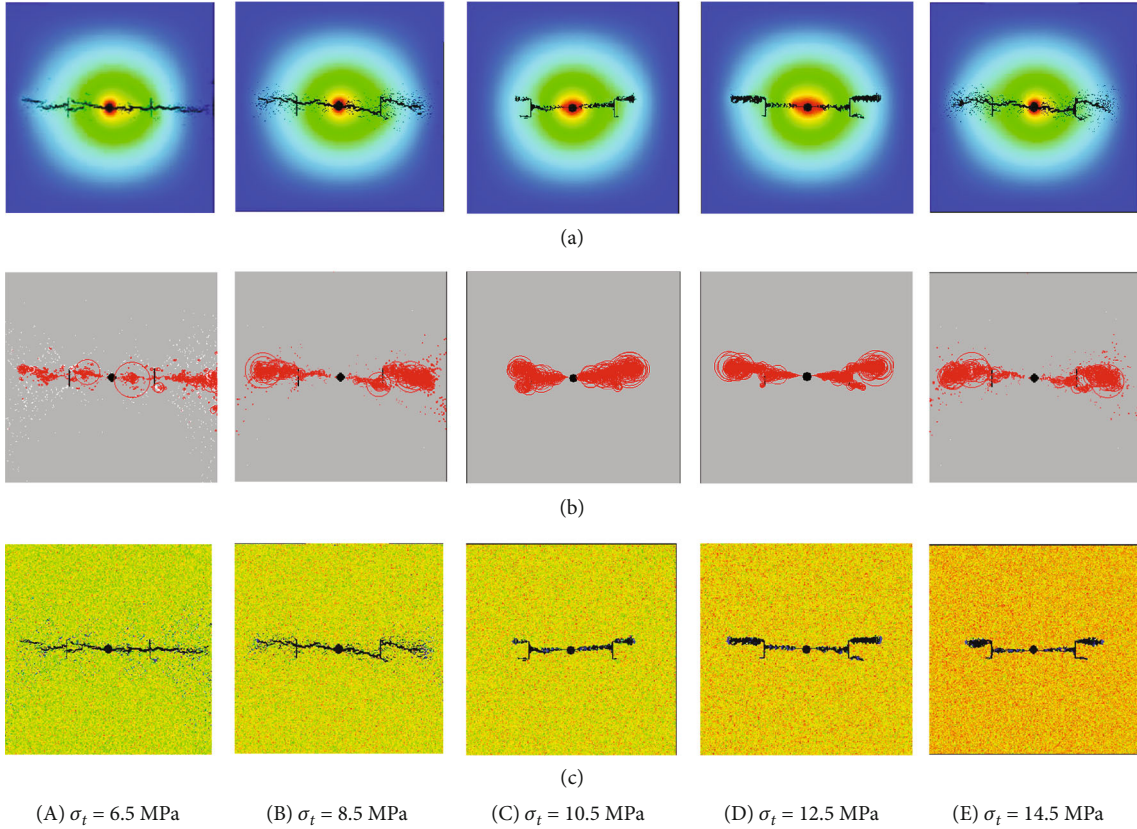 (a)
(b)
(c)
(A) σt = 6.5 MPa (B) σt = 8.5 MPa (C) σt = 10.5 MPa (D) σt = 12.5 MPa (E) σt = 14.5 MPa